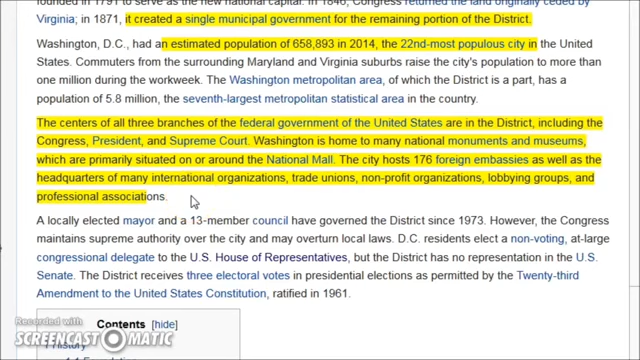 founded in 1791 to serve as the new national capital. In 1846, Congress returned the land originally ceded by
Virginia; in 1871, it created a single municipal government for the remaining portion of the District.
Washington, D.C., had an estimated population of 658,893 in 2014, the 22nd-most populous city in the United
States. Commuters from the surrounding Maryland and Virginia suburbs raise the city's population to more than
one million during the workweek. The Washington metropolitan area, of which the District is a part, has a
population of 5.8 million, the seventh-largest metropolitan statistical area in the country.
The centers of all three branches of the federal government of the United States are in the District, including the
Congress, President, and Supreme Court. Washington is home to many national monuments and museums,
which are primarily situated on or around the National Mall. The city hosts 176 foreign embassies as well as the
headquarters of many international organizations, trade unions, non-profit organizations, lobbying groups, and
professional associations.
A locally elected mayor and a 13-member council have governed the District since 1973. However, the Congress
maintains supreme authority over the city and may overturn local laws. D.C. residents elect a non-voting, at-large
congressional delegate to the U.S. House of Representatives, but the District has no representation in the U.S.
Senate. The District receives three electoral votes in presidential elections as permitted by the Twenty-third
Amendment to the United States Constitution, ratified in 1961.
Contents [hide]
Recorded with
SCREENCAST-O-MATIC
1 History